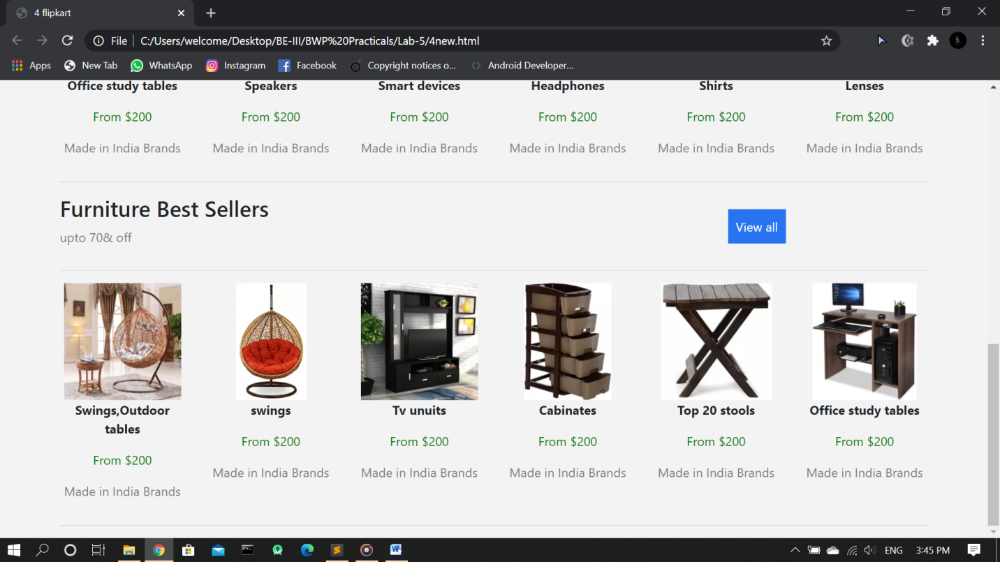 4 flipkart
File
C:/Users/welcome/Desktop/BE-III/BWP%20Practicals/Lab-5/4new.html
Apps New Tab WhatsApp Instagram Facebook Copyright notices o... Android Developer...
Office study tables Speakers Smart devices Headphones Shirts Lenses
From $200 From $200 From $200 From $200 From $200 From $200
Made in India Brands Made in India Brands Made in India Brands Made in India Brands Made in India Brands Made in India Brands
Furniture Best Sellers
View all
upto 70& off
Swings,Outdoor swings Tv unuits Cabinates Top 20 stools Office study tables
tables
From $200 From $200 From $200 From $200 From $200
From $200
Made in India Brands Made in India Brands Made in India Brands Made in India Brands Made in India Brands
Made in India Brands
ENG 3:45 PM